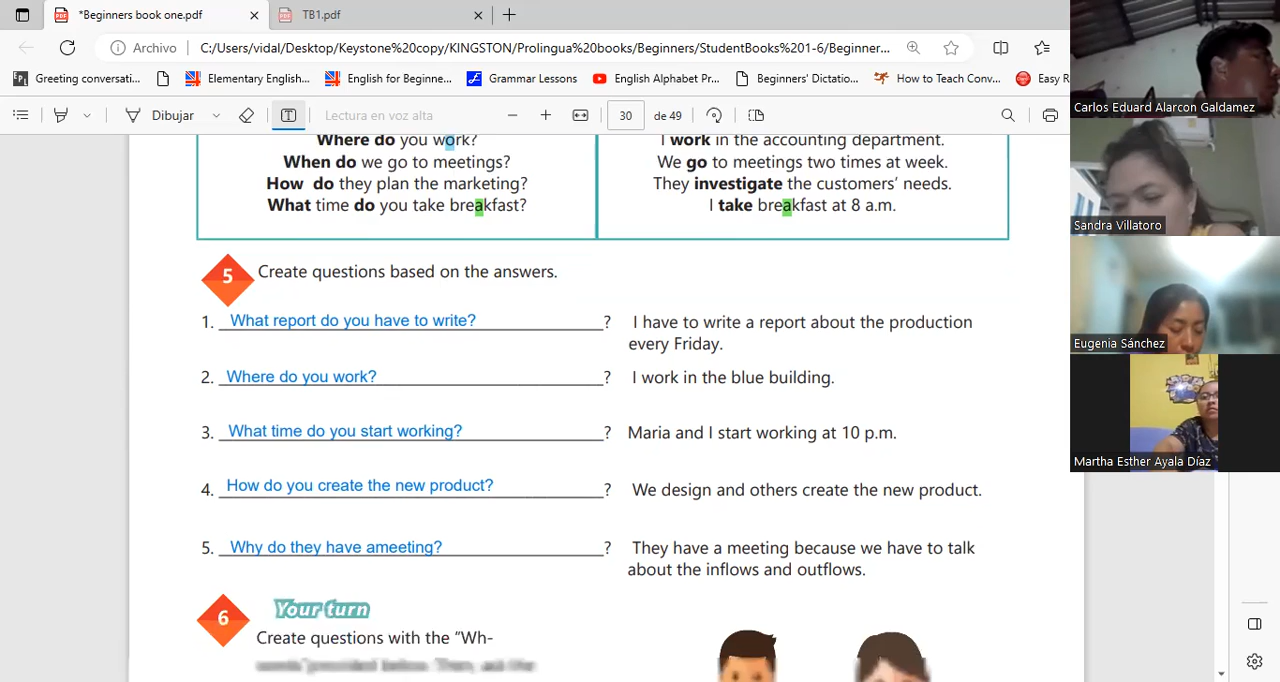 *Beginners book one.pdf
TB1.pdf
Archivo
C:/Users/vidal/Desktop/Keystone%20copy/KINGSTON/Prolingua%20books/Beginners/StudentBooks%201-6/Beginner...
Greeting conversati...
Elementary English...
English for Beginne...
Grammar Lessons
English Alphabet Pr...
Beginners' Dictatio...
How to Teach Conv...
Easy R
Dibujar
Lectura en voz alta
30
de 49
Where do you work?
When do we go to meetings?
How do they plan the marketing?
What time do you take breakfast?
I work in the accounting department.
We go to meetings two times at week.
They investigate the customers' needs.
I take breakfast at 8 a.m.
5
Create questions based on the answers.
1. What report do you have to write? ? I have to write a report about the production
every Friday.
2. Where do you work? ? I work in the blue building.
3. What time do you start working? ? Maria and I start working at 10 p.m.
4. How do you create the new product? ? We design and others create the new product.
5. Why do they have ameeting? ? They have a meeting because we have to talk
about the inflows and outflows.
6
Your turn
Create questions with the "Wh-
Carlos Eduard Alarcon Galdamez
Sandra Villatoro
Eugenia Sánchez
Martha Esther Ayala Díaz